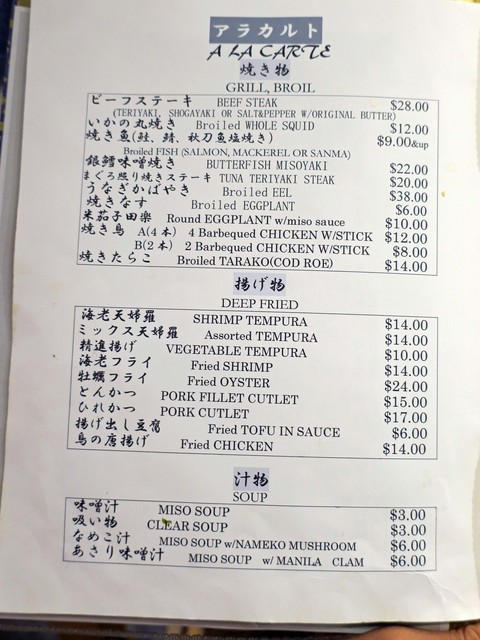 アラカルト
A LA CARTE
焼き物
GRILL, BROIL
ビーフステーキ BEEF STEAK $28.00
(TERIYAKI, SHOGAYAKI OR SALT&PEPPER W/ORIGINAL BUTTER)
いかの丸焼き Broiled WHOLE SQUID $12.00
焼き魚(鮭、鯖、秋刀魚塩焼き) $9.00&up
Broiled FISH (SALMON, MACKEREL OR SANMA)
銀鱈味噌焼き BUTTERFISH MISOYAKI $22.00
まぐろ照り焼きステーキ TUNA TERIYAKI STEAK $20.00
うなぎかばやき Broiled EEL $38.00
焼きなす Broiled EGGPLANT $6.00
米茄子田楽 Round EGGPLANT w/miso sauce $10.00
焼き鳥 A(4本) 4 Barbequed CHICKEN W/STICK $12.00
B(2本) 2 Barbequed CHICKEN W/STICK $8.00
焼きたらこ Broiled TARAKO(COD ROE) $14.00
揚げ物
DEEP FRIED
海老天婦羅 SHRIMP TEMPURA $14.00
ミックス天婦羅 Assorted TEMPURA $14.00
精進揚げ VEGETABLE TEMPURA $10.00
海老フライ Fried SHRIMP $14.00
牡蠣フライ Fried OYSTER $24.00
とんかつ PORK FILLET CUTLET $15.00
ひれかつ PORK CUTLET $17.00
揚げ出し豆腐 Fried TOFU IN SAUCE $6.00
鳥の唐揚げ Fried CHICKEN $14.00
汁物
SOUP
味噌汁 MISO SOUP $3.00
吸い物 CLEAR SOUP $3.00
なめこ汁 MISO SOUP w/NAMEKO MUSHROOM $6.00
あさり味噌汁 MISO SOUP w/ MANILA CLAM $6.00